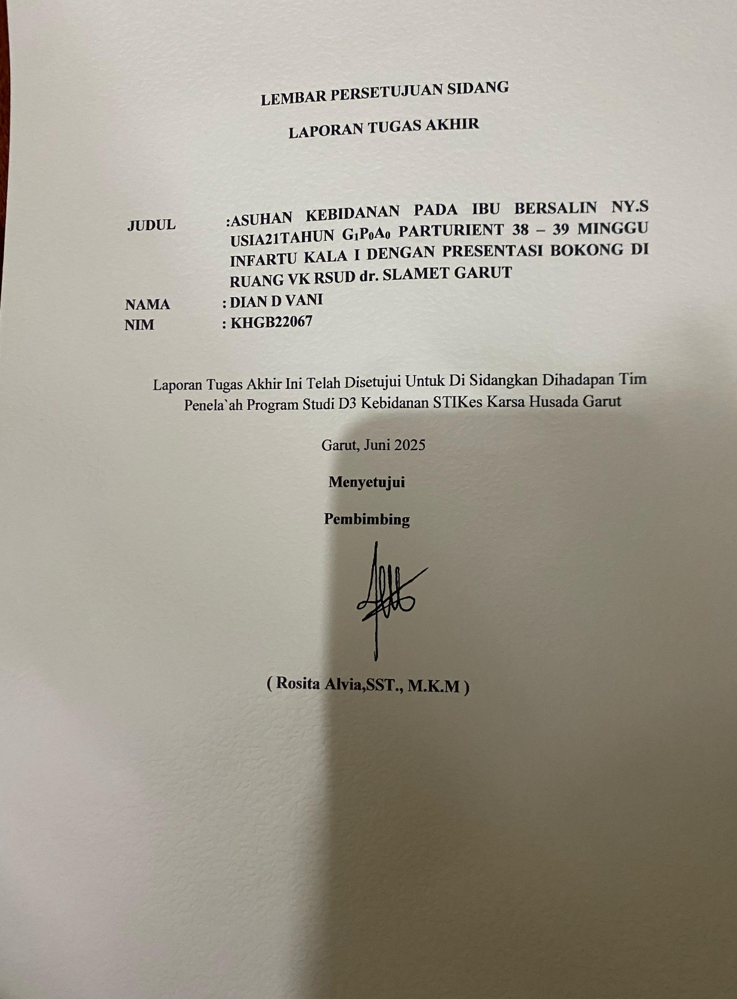 LEMBAR PERSETUJUAN SIDANG
LAPORAN TUGAS AKHIR
JUDUL :ASUHAN KEBIDANAN PADA IBU BERSALIN NY.S
USIA21TAHUN G₁P₀A₀ PARTURIENT 38 – 39 MINGGU
INFARTU KALA I DENGAN PRESENTASI BOKONG DI
RUANG VK RSUD dr. SLAMET GARUT
NAMA : DIAN D VANI
NIM : KHGB22067
Laporan Tugas Akhir Ini Telah Disetujui Untuk Di Sidangkan Dihadapan Tim
Penela`ah Program Studi D3 Kebidanan STIKes Karsa Husada Garut
Garut, Juni 2025
Menyetujui
Pembimbing
( Rosita Alvia,SST., M.K.M )